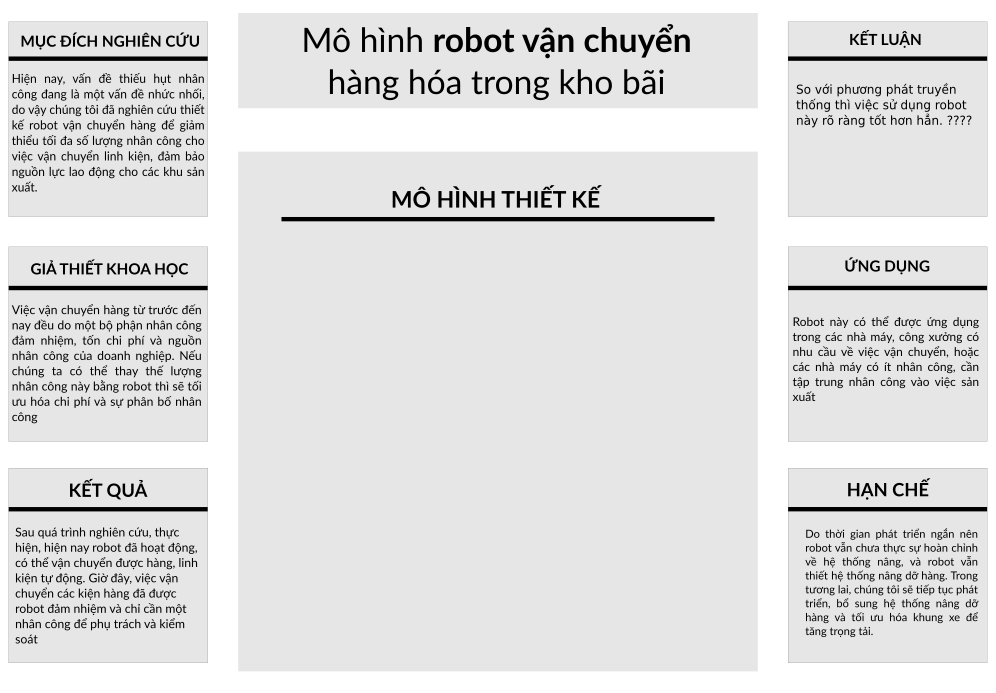 MỤC ĐÍCH NGHIÊN CỨU
Hiện nay, vấn đề thiếu hụt nhân
công đang là một vấn đề nhức nhối,
do vậy chúng tôi đã nghiên cứu thiết
kế robot vận chuyển hàng để giảm
thiểu tối đa số lượng nhân công cho
việc vận chuyển linh kiện, đảm bảo
nguồn lực lao động cho các khu sản
xuất.
GIẢ THIẾT KHOA HỌC
Việc vận chuyển hàng từ trước đến
nay đều do một bộ phận nhân công
đảm nhiệm, tốn chi phí và nguồn
nhân công của doanh nghiệp. Nếu
chúng ta có thể thay thế lượng
nhân công này bằng robot thì sẽ tối
ưu hóa chi phí và sự phân bố nhân
công
KẾT QUẢ
Sau quá trình nghiên cứu, thực
hiện, hiện nay robot đã hoạt động,
có thể vận chuyển được hàng, linh
kiện tự động. Giờ đây, việc vận
chuyển các kiện hàng đã được
robot đảm nhiệm và chỉ cần một
nhân công để phụ trách và kiểm
soát
Mô hình robot vận chuyển
hàng hóa trong kho bãi
MÔ HÌNH THIẾT KẾ
KẾT LUẬN
So với phương phát truyền
thống thì việc sử dụng robot
này rõ ràng tốt hơn hẳn. ????
ỨNG DỤNG
Robot này có thể được ứng dụng
trong các nhà máy, công xưởng có
nhu cầu về việc vận chuyển, hoặc
các nhà máy có ít nhân công, cần
tập trung nhân công vào việc sản
xuất
HẠN CHẾ
Do thời gian phát triển ngắn nên
robot vẫn chưa thực sự hoàn chỉnh
về hệ thống nâng, và robot vẫn
thiết hệ thống nâng dỡ hàng. Trong
tương lai, chúng tôi sẽ tiếp tục phát
triển, bổ sung hệ thống nâng dỡ
hàng và tối ưu hóa khung xe để
tăng trọng tải.